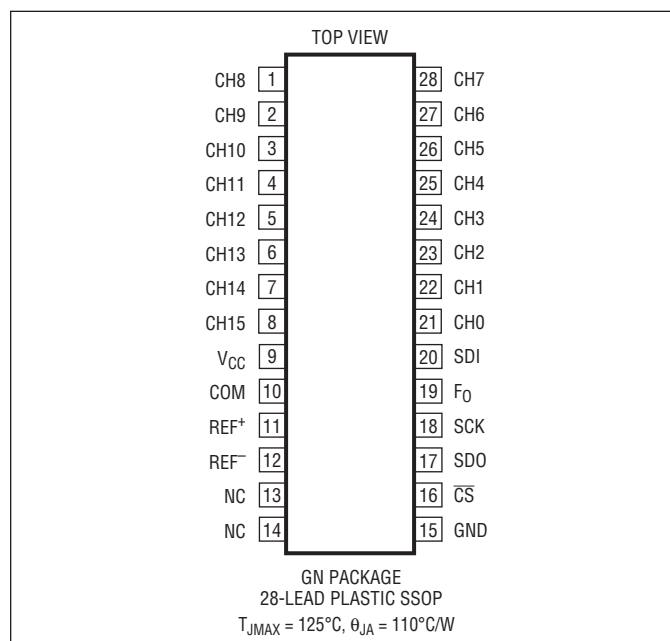 TOP VIEW
CH8 1 28 CH7
CH9 2 27 CH6
CH10 3 26 CH5
CH11 4 25 CH4
CH12 5 24 CH3
CH13 6 23 CH2
CH14 7 22 CH1
CH15 8 21 CH0
VCC 9 20 SDI
COM 10 19 FO
REF+ 11 18 SCK
REF– 12 17 SDO
NC 13 16 C̅S̅
NC 14 15 GND
GN PACKAGE
28-LEAD PLASTIC SSOP
TJMAX = 125°C, θJA = 110°C/W